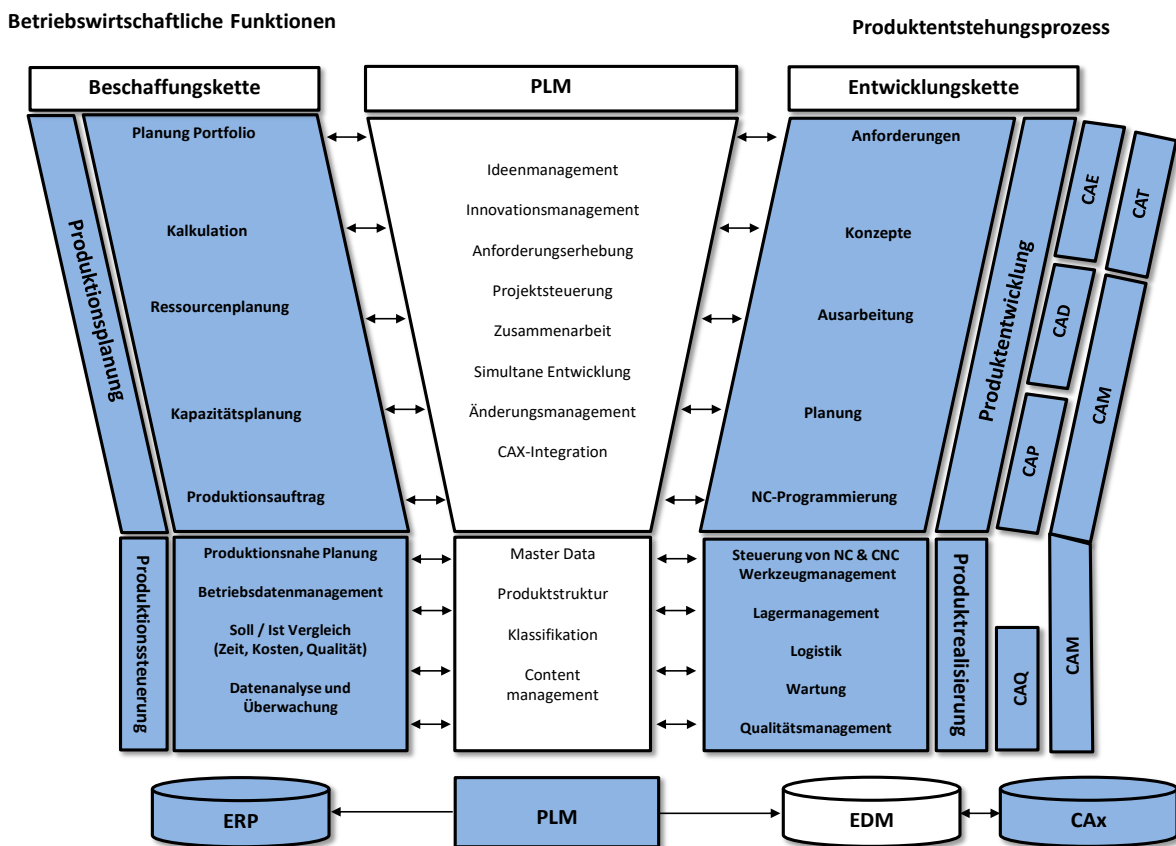 Betriebswirtschaftliche Funktionen
Produktentstehungsprozess
Beschaffungskette
PLM
Entwicklungskette
Produktionsplanung
Planung Portfolio
Kalkulation
Ressourcenplanung
Kapazitätsplanung
Produktionsauftrag
Ideenmanagement
Innovationsmanagement
Anforderungserhebung
Projektsteuerung
Zusammenarbeit
Simultane Entwicklung
Änderungsmanagement
CAX-Integration
Anforderungen
Konzepte
Ausarbeitung
Planung
NC-Programmierung
Produktentwicklung
CAE
CAT
CAD
CAM
CAP
Produktionssteuerung
Produktionsnahe Planung
Betriebsdatenmanagement
Soll / Ist Vergleich
(Zeit, Kosten, Qualität)
Datenanalyse und
Überwachung
Master Data
Produktstruktur
Klassifikation
Content
management
Steuerung von NC & CNC
Werkzeugmanagement
Lagermanagement
Logistik
Wartung
Qualitätsmanagement
Produktrealisierung
CAQ
CAM
ERP
PLM
EDM
CAx